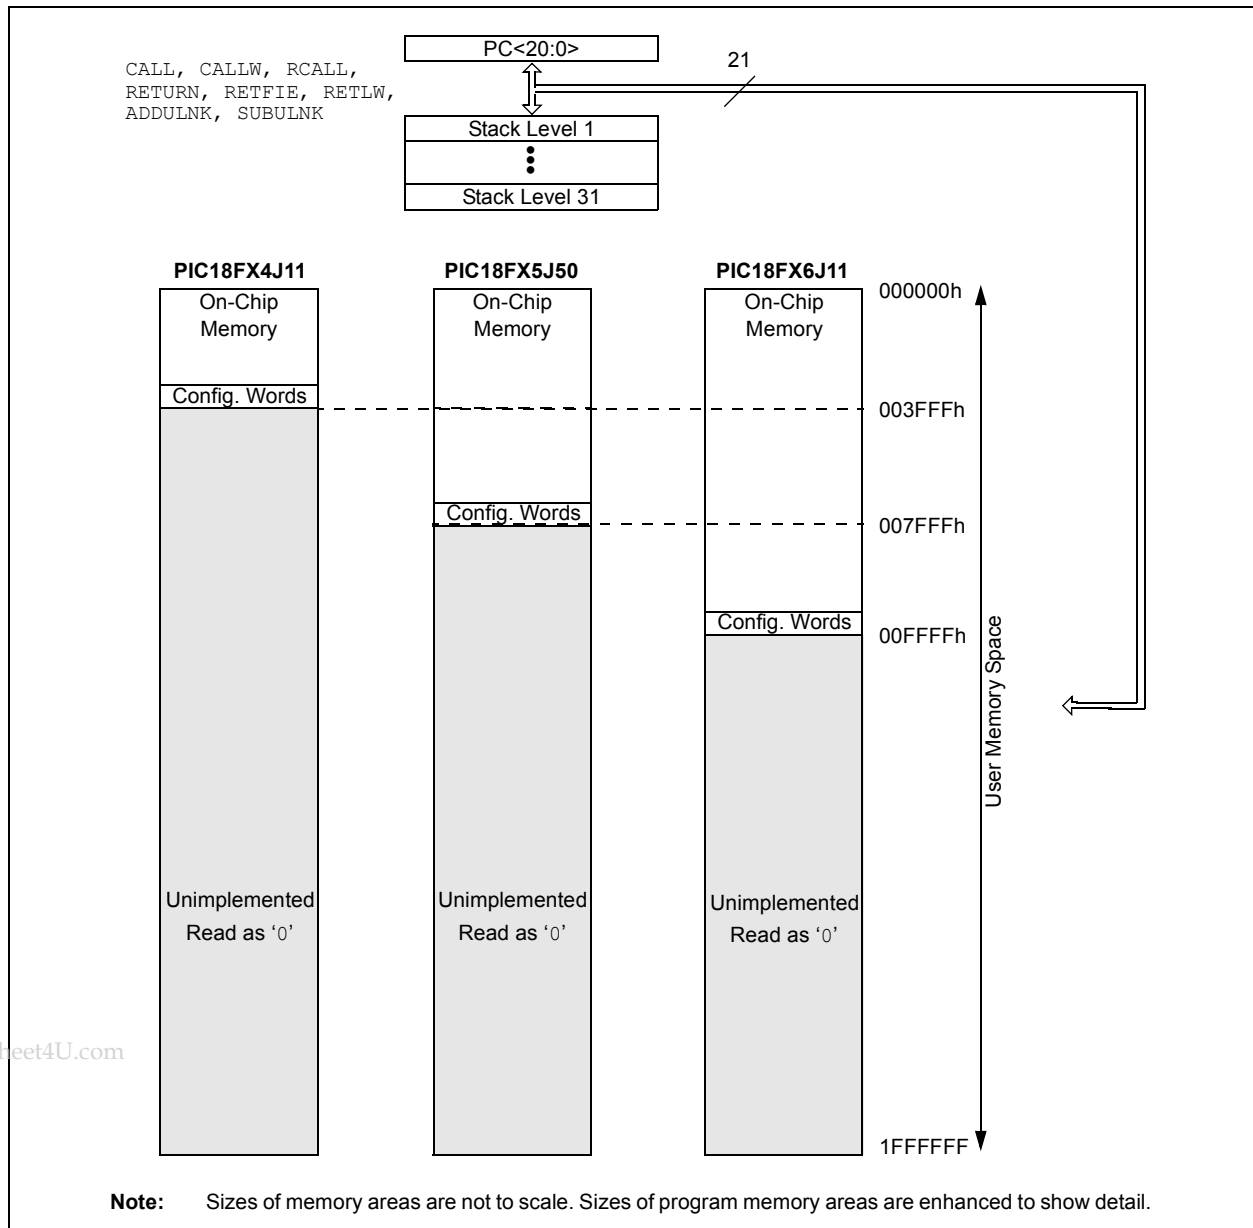 PC<20:0>
21
CALL, CALLW, RCALL,
RETURN, RETFIE, RETLW,
ADDULNK, SUBULNK
Stack Level 1
Stack Level 31
PIC18FX4J11
PIC18FX5J50
PIC18FX6J11
On-Chip
Memory
On-Chip
Memory
On-Chip
Memory
000000h
Config. Words
003FFFh
Config. Words
007FFFh
Config. Words
00FFFFh
User Memory Space
Unimplemented
Read as ‘0’
Unimplemented
Read as ‘0’
Unimplemented
Read as ‘0’
heet4U.com
1FFFFFF
Note: Sizes of memory areas are not to scale. Sizes of program memory areas are enhanced to show detail.